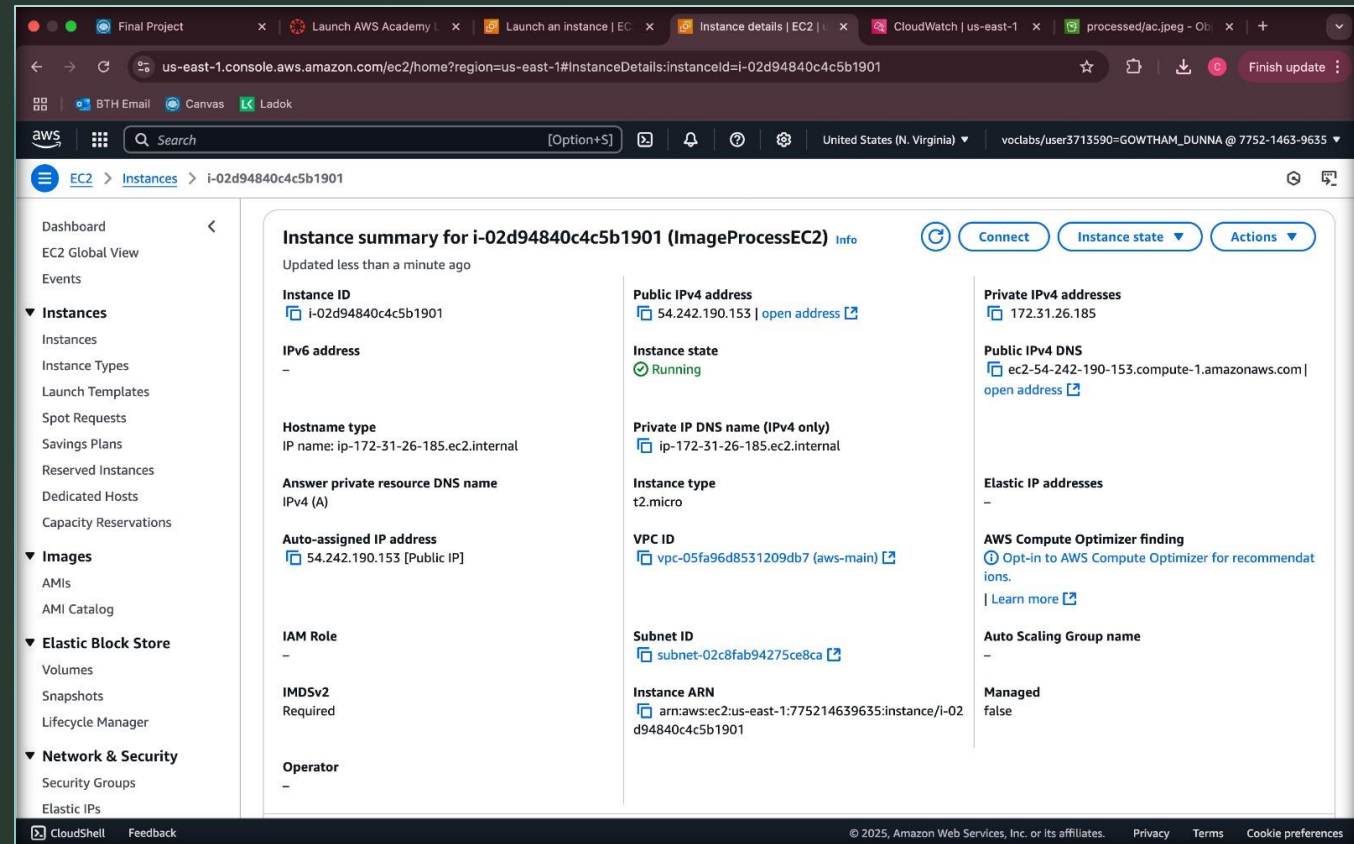 Final Project
Launch AWS Academy L
Launch an instance | EC
Instance details | EC2 | u
CloudWatch | us-east-1
processed/ac.jpeg - Ob
us-east-1.console.aws.amazon.com/ec2/home?region=us-east-1#InstanceDetails:instanceId=i-02d94840c4c5b1901
C
Finish update
BTH Email
Canvas
Ladok
aws
Search
[Option+S]
United States (N. Virginia)
voclabs/user3713590=GOWTHAM_DUNNA @ 7752-1463-9635
EC2 > Instances > i-02d94840c4c5b1901
Dashboard
EC2 Global View
Events
Instances
Instances
Instance Types
Launch Templates
Spot Requests
Savings Plans
Reserved Instances
Dedicated Hosts
Capacity Reservations
Images
AMIs
AMI Catalog
Elastic Block Store
Volumes
Snapshots
Lifecycle Manager
Network & Security
Security Groups
Elastic IPs
Instance summary for i-02d94840c4c5b1901 (ImageProcessEC2) Info
Connect
Instance state
Actions
Updated less than a minute ago
Instance ID
i-02d94840c4c5b1901
Public IPv4 address
54.242.190.153 | open address
Private IPv4 addresses
172.31.26.185
IPv6 address
–
Instance state
Running
Public IPv4 DNS
ec2-54-242-190-153.compute-1.amazonaws.com |
open address
Hostname type
IP name: ip-172-31-26-185.ec2.internal
Private IP DNS name (IPv4 only)
ip-172-31-26-185.ec2.internal
Answer private resource DNS name
IPv4 (A)
Instance type
t2.micro
Elastic IP addresses
–
Auto-assigned IP address
54.242.190.153 [Public IP]
VPC ID
vpc-05fa96d8531209db7 (aws-main)
AWS Compute Optimizer finding
Opt-in to AWS Compute Optimizer for recommendat
ions.
| Learn more
IAM Role
–
Subnet ID
subnet-02c8fab94275ce8ca
Auto Scaling Group name
–
IMDSv2
Required
Instance ARN
arn:aws:ec2:us-east-1:775214639635:instance/i-02
d94840c4c5b1901
Managed
false
Operator
–
CloudShell
Feedback
© 2025, Amazon Web Services, Inc. or its affiliates.
Privacy
Terms
Cookie preferences